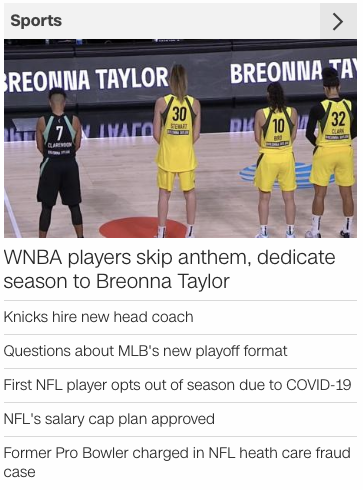 Sports
BREONNA TAYLOR
BREONNA TAY
7
CLARENDON
30
STEWART
10
BIRD
32
CLARK
WNBA players skip anthem, dedicate
season to Breonna Taylor
Knicks hire new head coach
Questions about MLB's new playoff format
First NFL player opts out of season due to COVID-19
NFL's salary cap plan approved
Former Pro Bowler charged in NFL heath care fraud
case